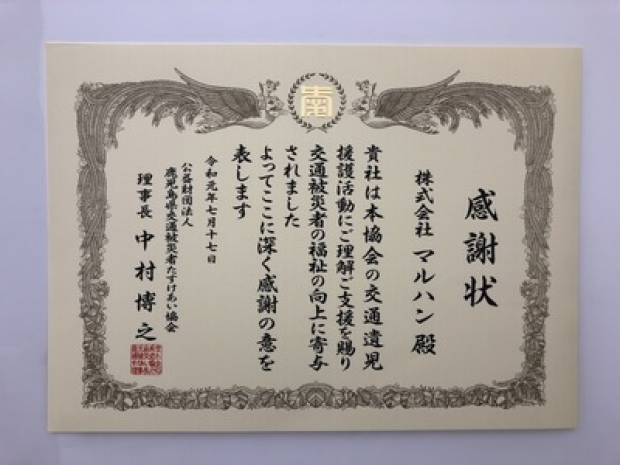 感謝状
株式会社 マルハン 殿
貴社は本協会の交通遺児
援護活動にご理解ご支援を賜り
交通被災者の福祉の向上に寄与
されました
よってここに深く感謝の意を
表します
令和元年七月十七日
公益財団法人
鹿児島県交通被災者たすけあい協会
理事長 中村博之